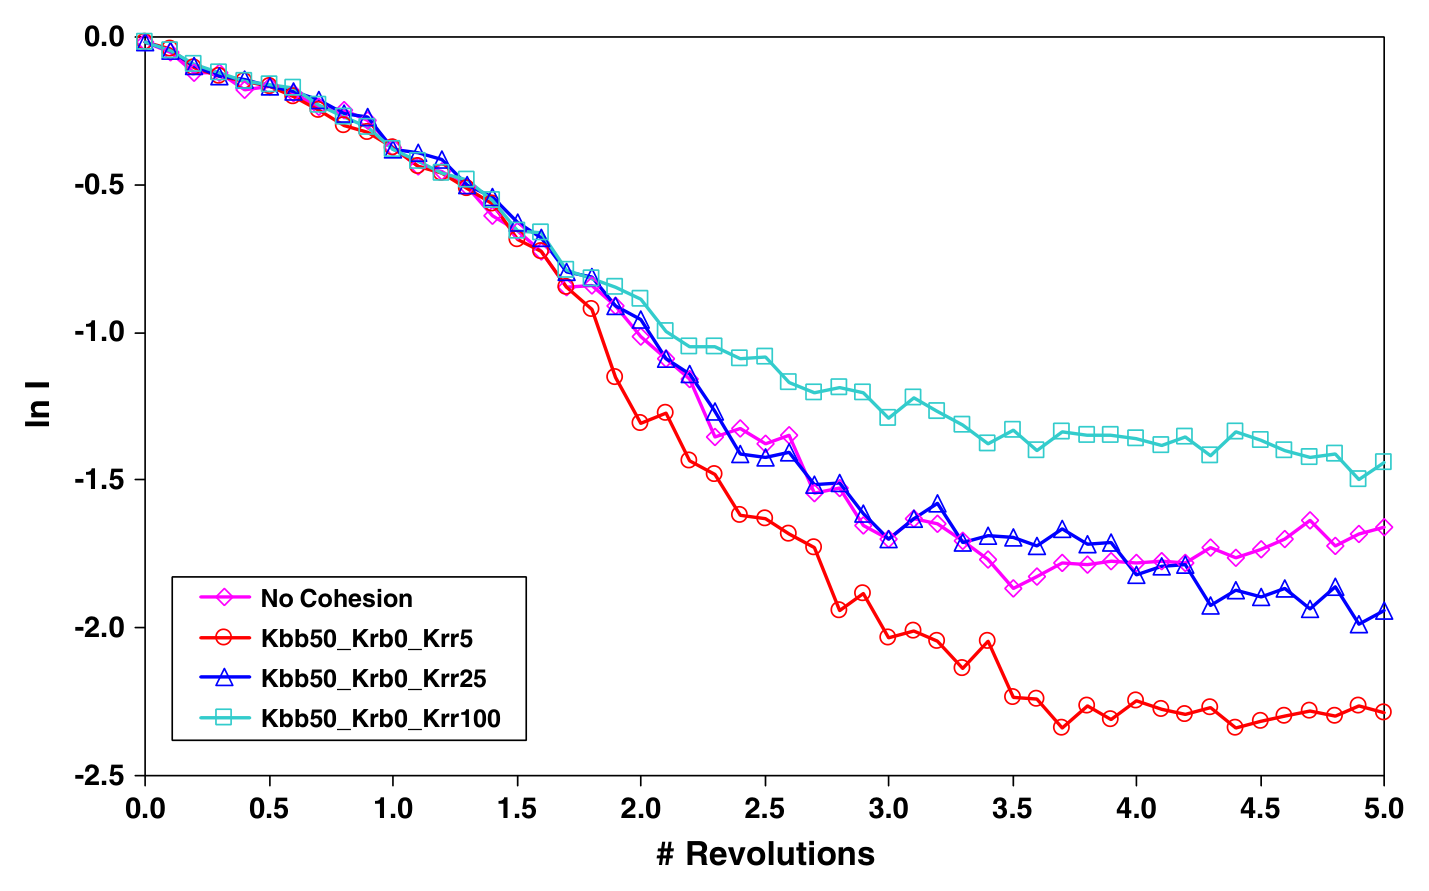 0.0
-0.5
-1.0
-1.5
-2.0
-2.5
ln I
No Cohesion
Kbb50_Krb0_Krr5
Kbb50_Krb0_Krr25
Kbb50_Krb0_Krr100
0.0 0.5 1.0 1.5 2.0 2.5 3.0 3.5 4.0 4.5 5.0
# Revolutions